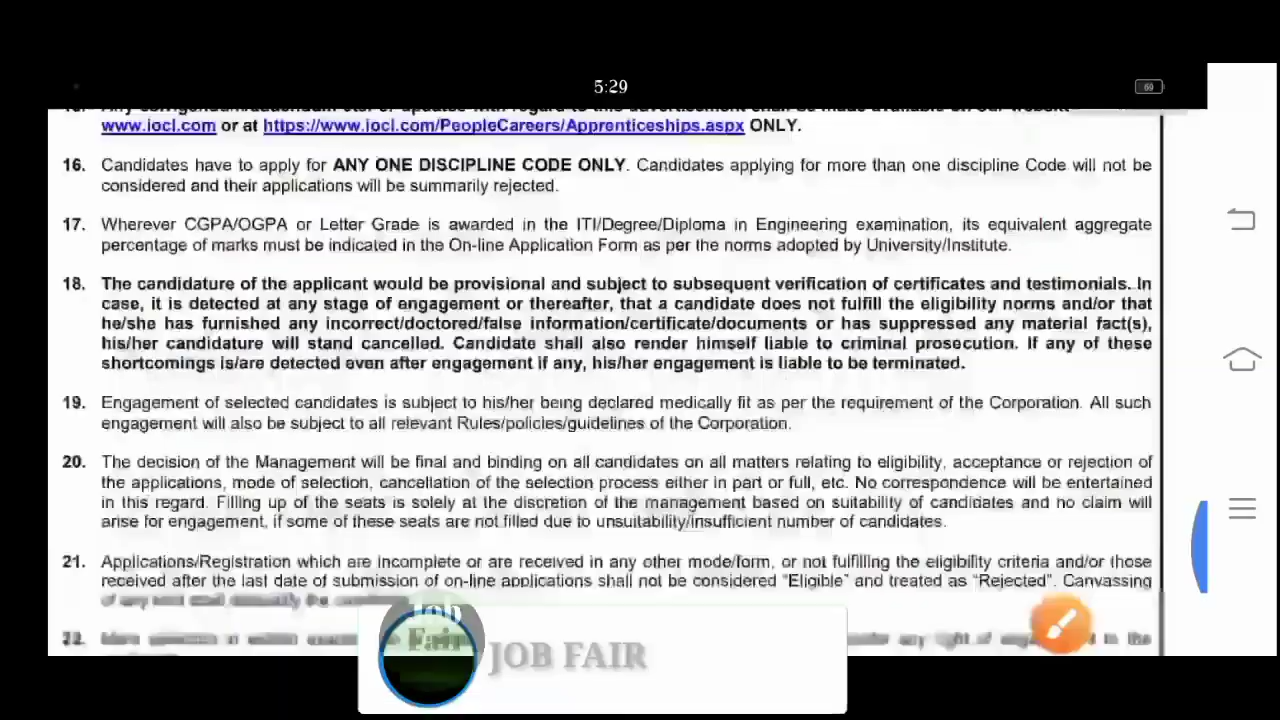 5:29
69
www.iocl.com or at https://www.iocl.com/PeopleCareers/Apprenticeships.aspx ONLY.
16. Candidates have to apply for ANY ONE DISCIPLINE CODE ONLY. Candidates applying for more than one discipline Code will not be
considered and their applications will be summarily rejected.
17. Wherever CGPA/OGPA or Letter Grade is awarded in the ITI/Degree/Diploma in Engineering examination, its equivalent aggregate
percentage of marks must be indicated in the On-line Application Form as per the norms adopted by University/Institute.
18. The candidature of the applicant would be provisional and subject to subsequent verification of certificates and testimonials. In
case, it is detected at any stage of engagement or thereafter, that a candidate does not fulfill the eligibility norms and/or that
he/she has furnished any incorrect/doctored/false information/certificate/documents or has suppressed any material fact(s),
his/her candidature will stand cancelled. Candidate shall also render himself liable to criminal prosecution. If any of these
shortcomings is/are detected even after engagement if any, his/her engagement is liable to be terminated.
19. Engagement of selected candidates is subject to his/her being declared medically fit as per the requirement of the Corporation. All such
engagement will also be subject to all relevant Rules/policies/guidelines of the Corporation.
20. The decision of the Management will be final and binding on all candidates on all matters relating to eligibility, acceptance or rejection of
the applications, mode of selection, cancellation of the selection process either in part or full, etc. No correspondence will be entertained
in this regard. Filling up of the seats is solely at the discretion of the management based on suitability of candidates and no claim will
arise for engagement, if some of these seats are not filled due to unsuitability/insufficient number of candidates.
21. Applications/Registration which are incomplete or are received in any other mode/form, or not fulfilling the eligibility criteria and/or those
received after the last date of submission of on-line applications shall not be considered "Eligible" and treated as "Rejected". Canvassing
22.
Job
Fair
JOB FAIR